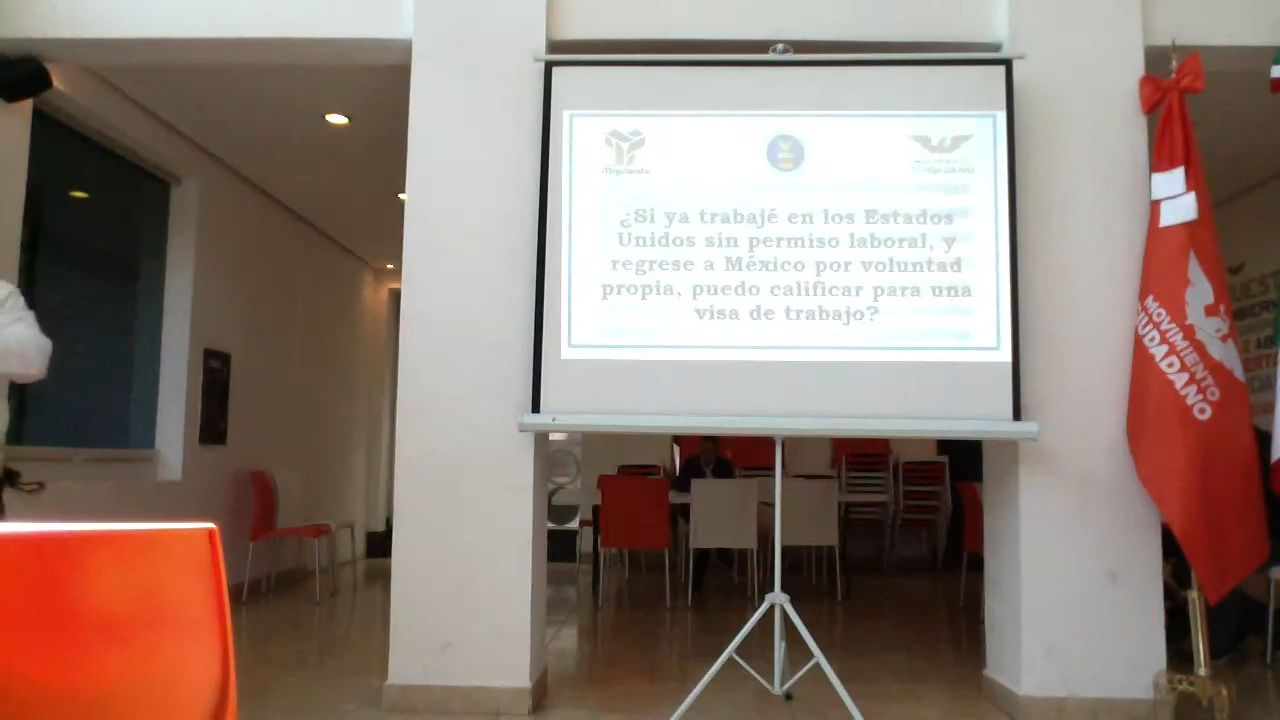 Migrante
¿Si ya trabajé en los Estados
Unidos sin permiso laboral, y
regrese a México por voluntad
propia, puedo calificar para una
visa de trabajo?
MOVIMIENTO
CIUDADANO